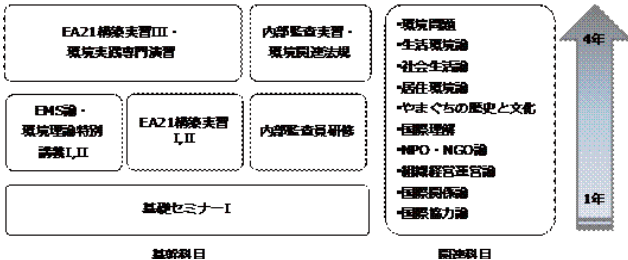 EA21構築実習III・
環境実践専門演習
内部監査実習・
環境関連法規
EMS論・
環境理論特別
講義I,II
EA21構築実習
I,II
内部監査員研修
基礎セミナーI
基幹科目
・環境問題
・生活環境論
・社会生活論
・居住環境論
・やまぐちの歴史と文化
・国際理解
・NPO・NGO論
・組織経営運営論
・国際関係論
・国際協力論
関連科目
4年
1年